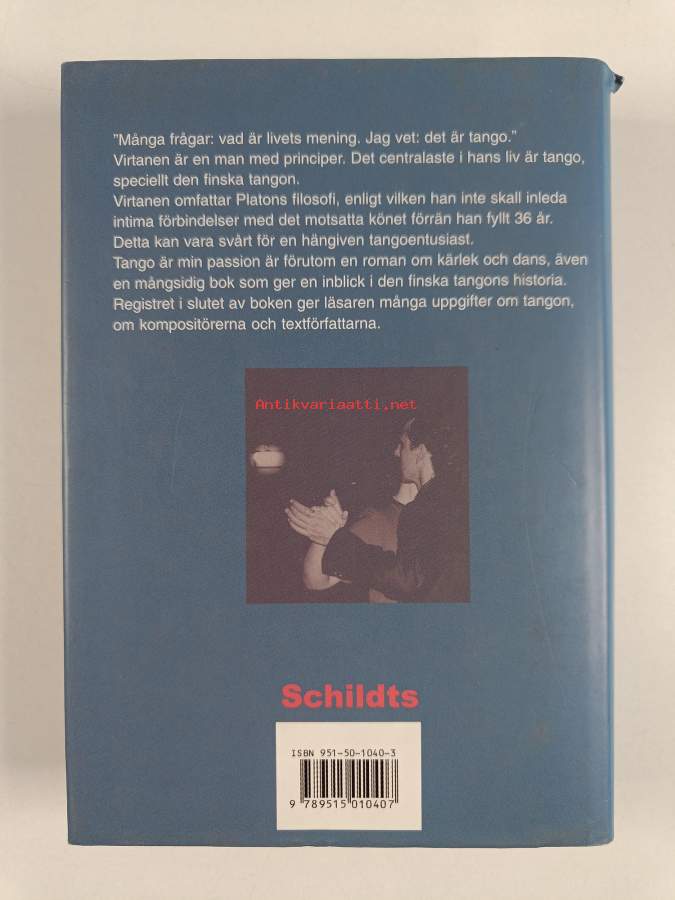 "Många frågar: vad är livets mening. Jag vet: det är tango."
Virtanen är en man med principer. Det centralaste i hans liv är tango,
speciellt den finska tangon.
Virtanen omfattar Platons filosofi, enligt vilken han inte skall inleda
intima förbindelser med det motsatta könet förrän han fyllt 36 år.
Detta kan vara svårt för en hängiven tangoentusiast.
Tango är min passion är förutom en roman om kärlek och dans, även
en mångsidig bok som ger en inblick i den finska tangons historia.
Registret i slutet av boken ger läsaren många uppgifter om tangon,
om kompositörerna och textförfattarna.
Antikvariaatti.net
Schildts
ISBN 951-50-1040-3
9 789515 010407